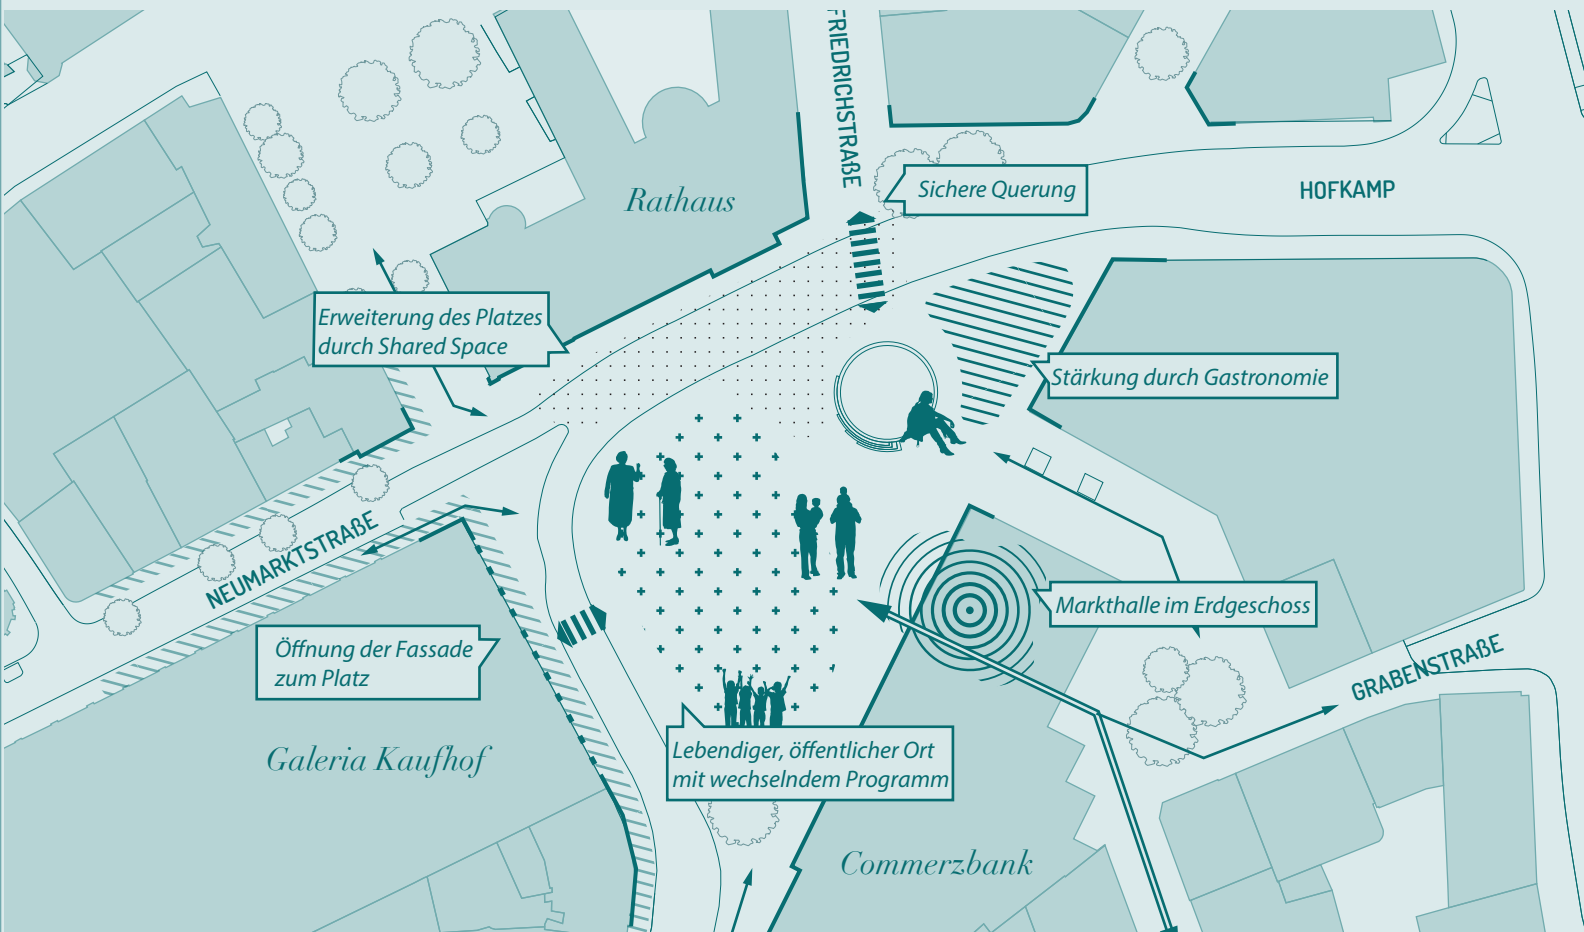 FRIEDRICHSTRAßE
Rathaus
Sichere Querung
HOFKAMP
Erweiterung des Platzes
durch Shared Space
Stärkung durch Gastronomie
NEUMARKTSTRAßE
Markthalle im Erdgeschoss
Öffnung der Fassade
zum Platz
GRABENSTRAßE
Galeria Kaufhof
Lebendiger, öffentlicher Ort
mit wechselndem Programm
Commerzbank